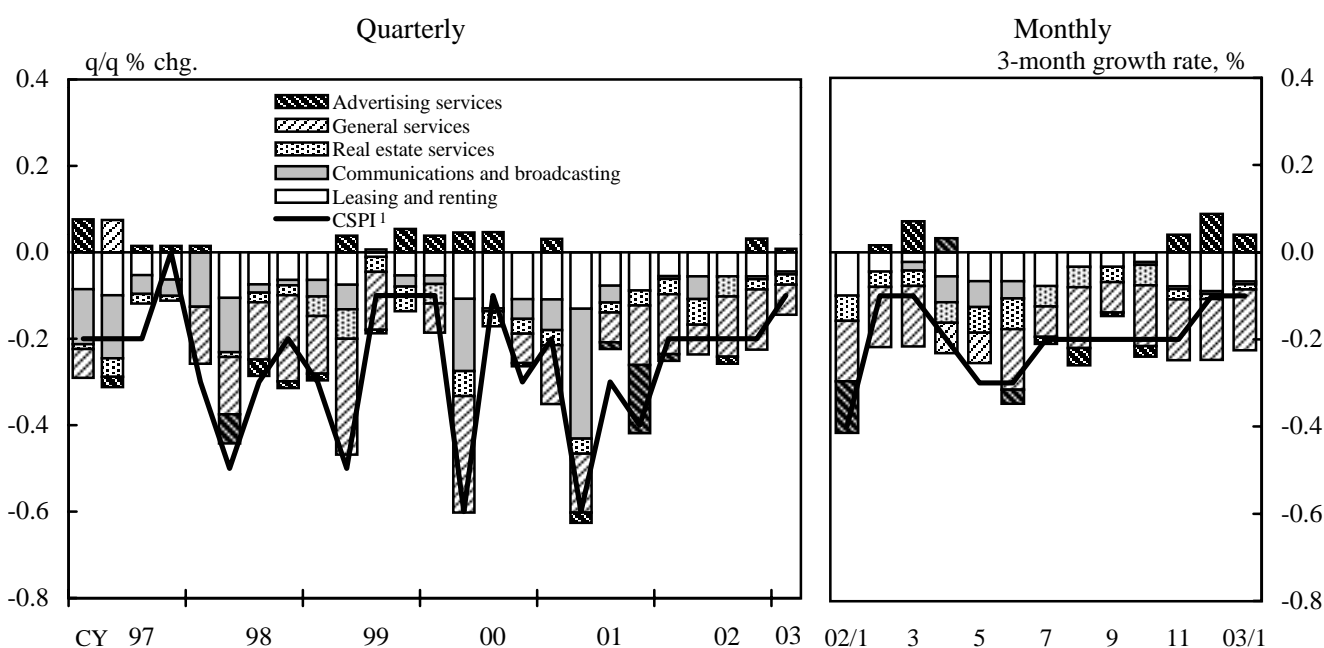 Quarterly
Monthly
q/q % chg.
3-month growth rate, %
0.4
0.2
0.0
-0.2
-0.4
-0.6
-0.8
Advertising services
General services
Real estate services
Communications and broadcasting
Leasing and renting
CSPI 1
0.4
0.2
0.0
-0.2
-0.4
-0.6
-0.8
CY 97 98 99 00 01 02 03
02/1 3 5 7 9 11 03/1